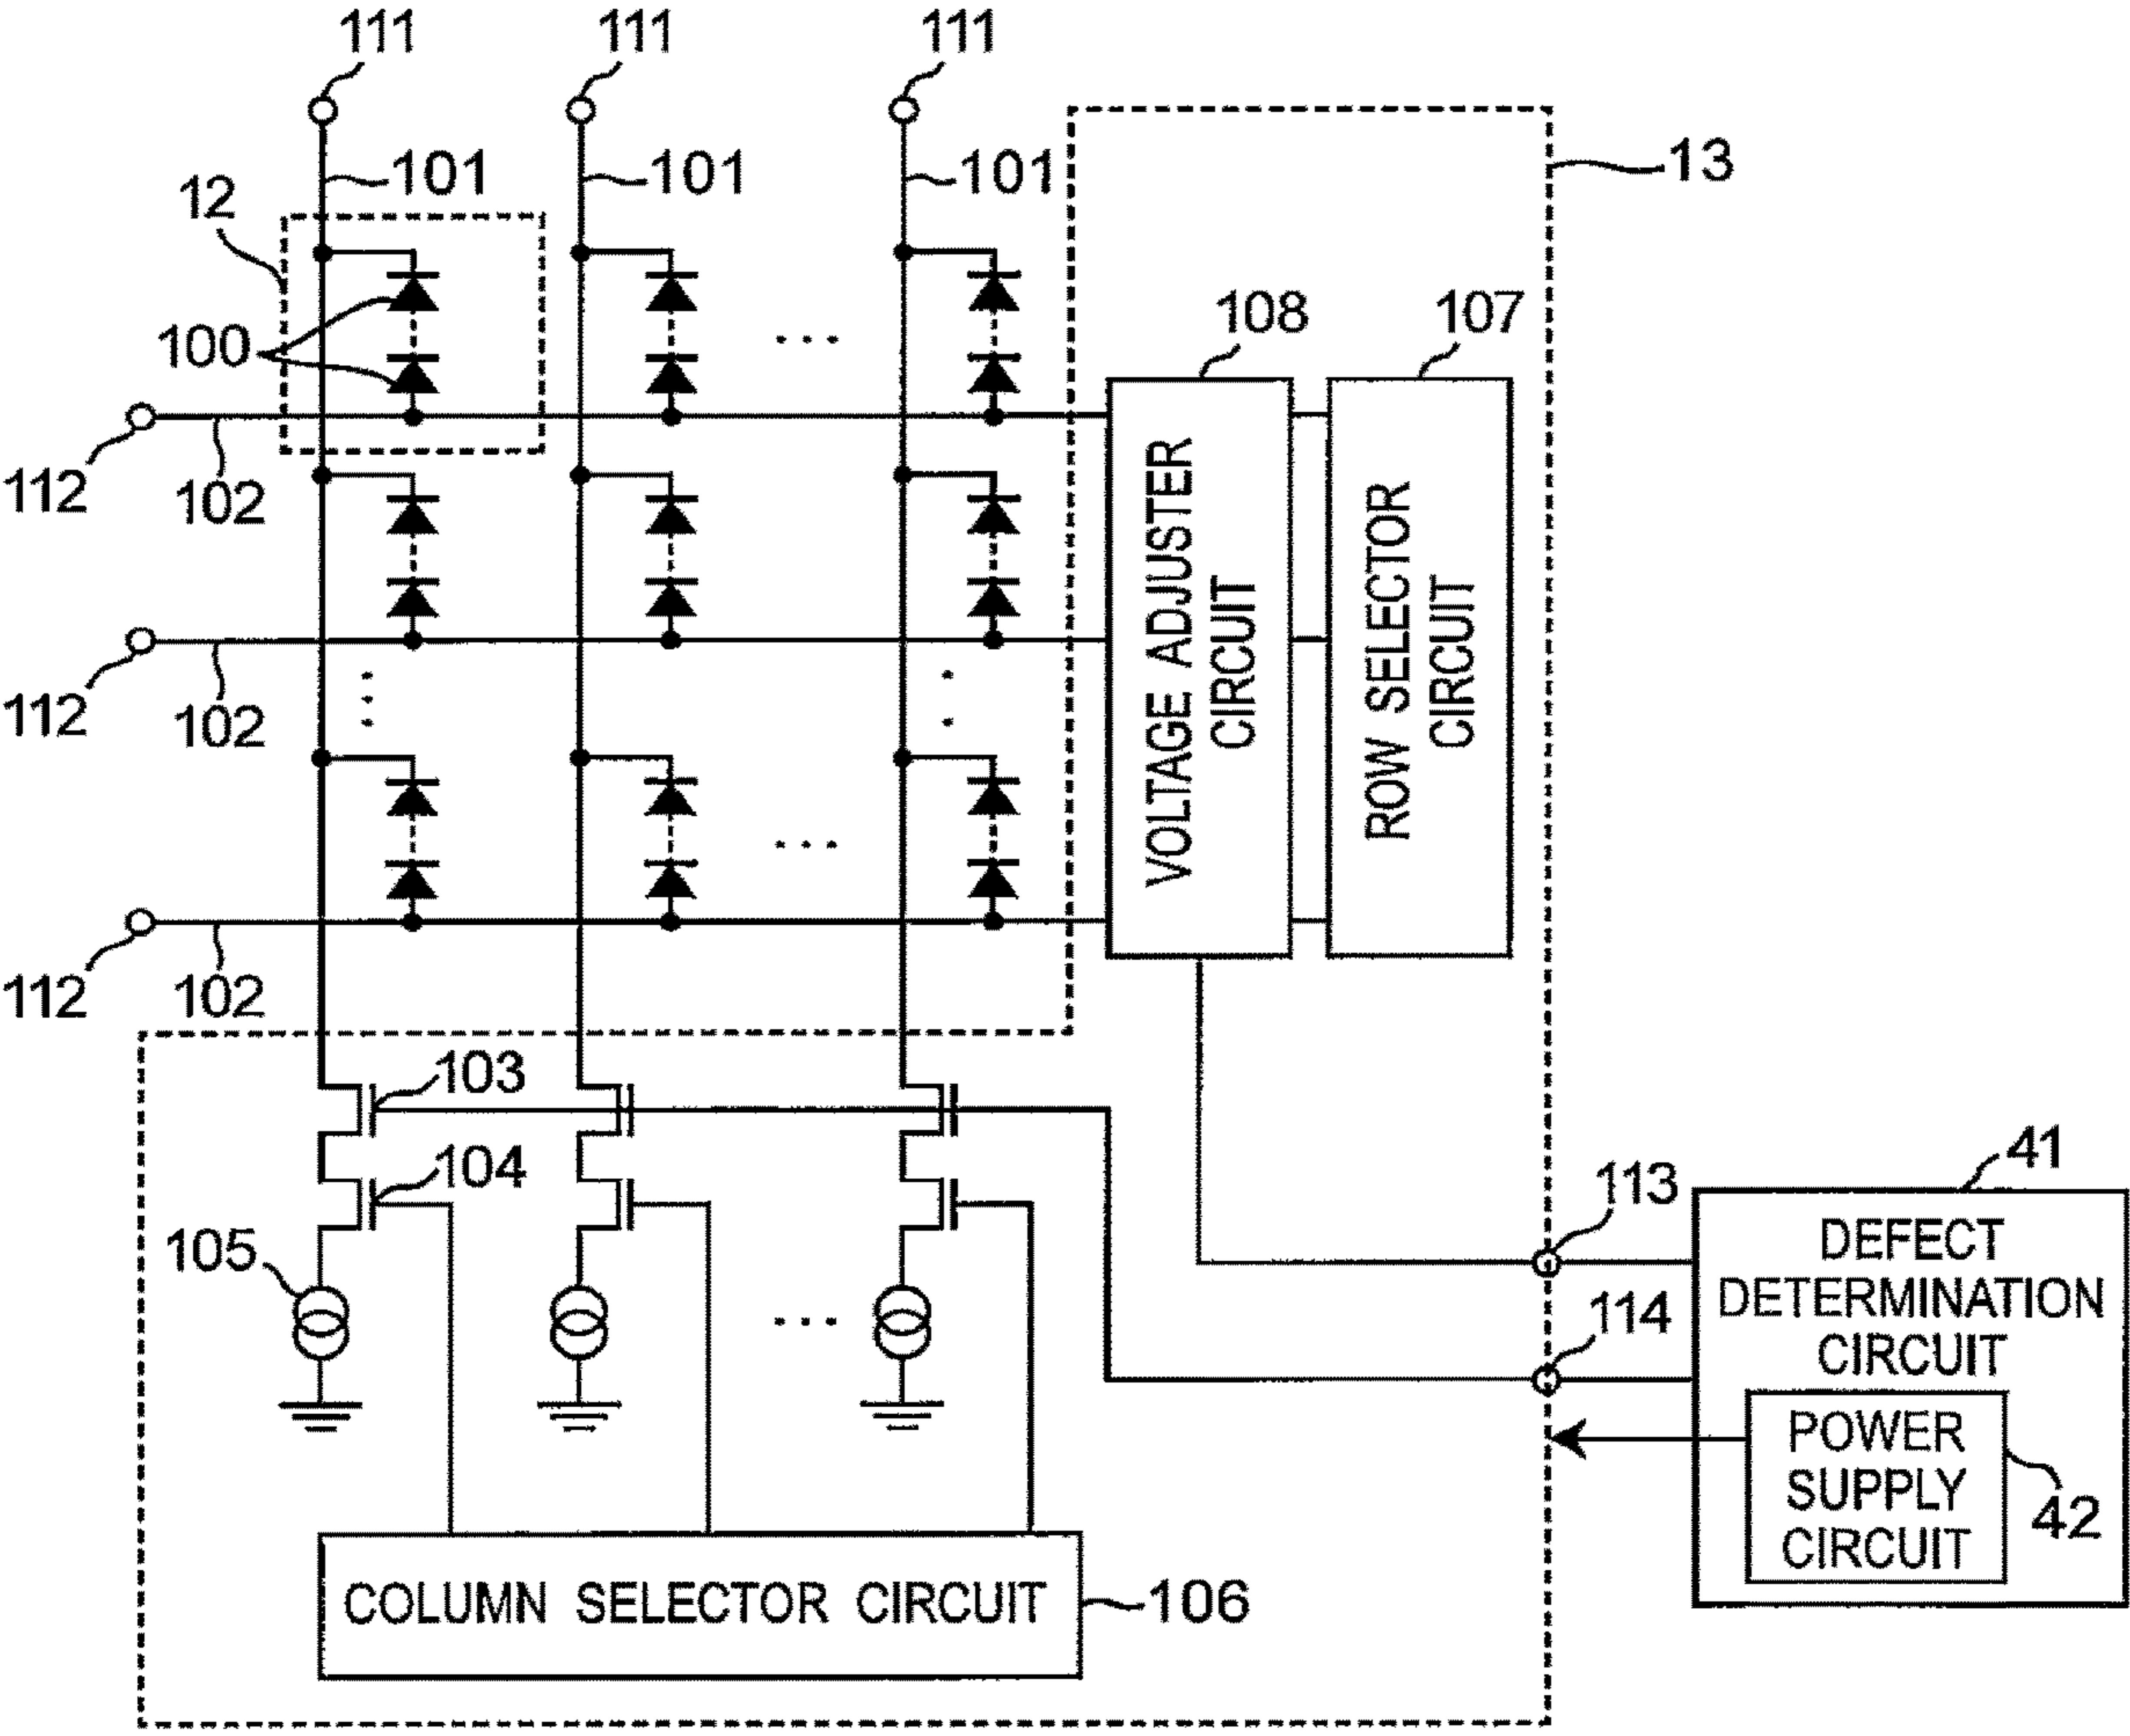 111 111 111
101 101 101
13
12
108 107
100
112 102
VOLTAGE ADJUSTER
CIRCUIT
ROW SELECTOR
CIRCUIT
112 102
112 102
103
104
105
41
113
DEFECT
DETERMINATION
CIRCUIT
114
POWER
SUPPLY
CIRCUIT
42
COLUMN SELECTOR CIRCUIT
106